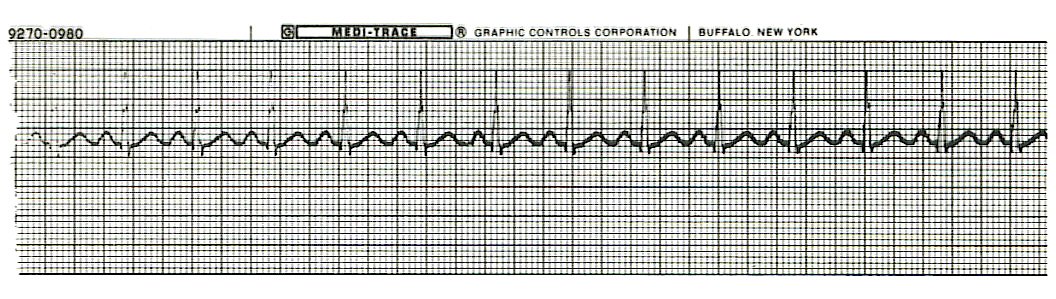 9270-0980 | G MEDI-TRACE ® GRAPHIC CONTROLS CORPORATION | BUFFALO, NEW YORK